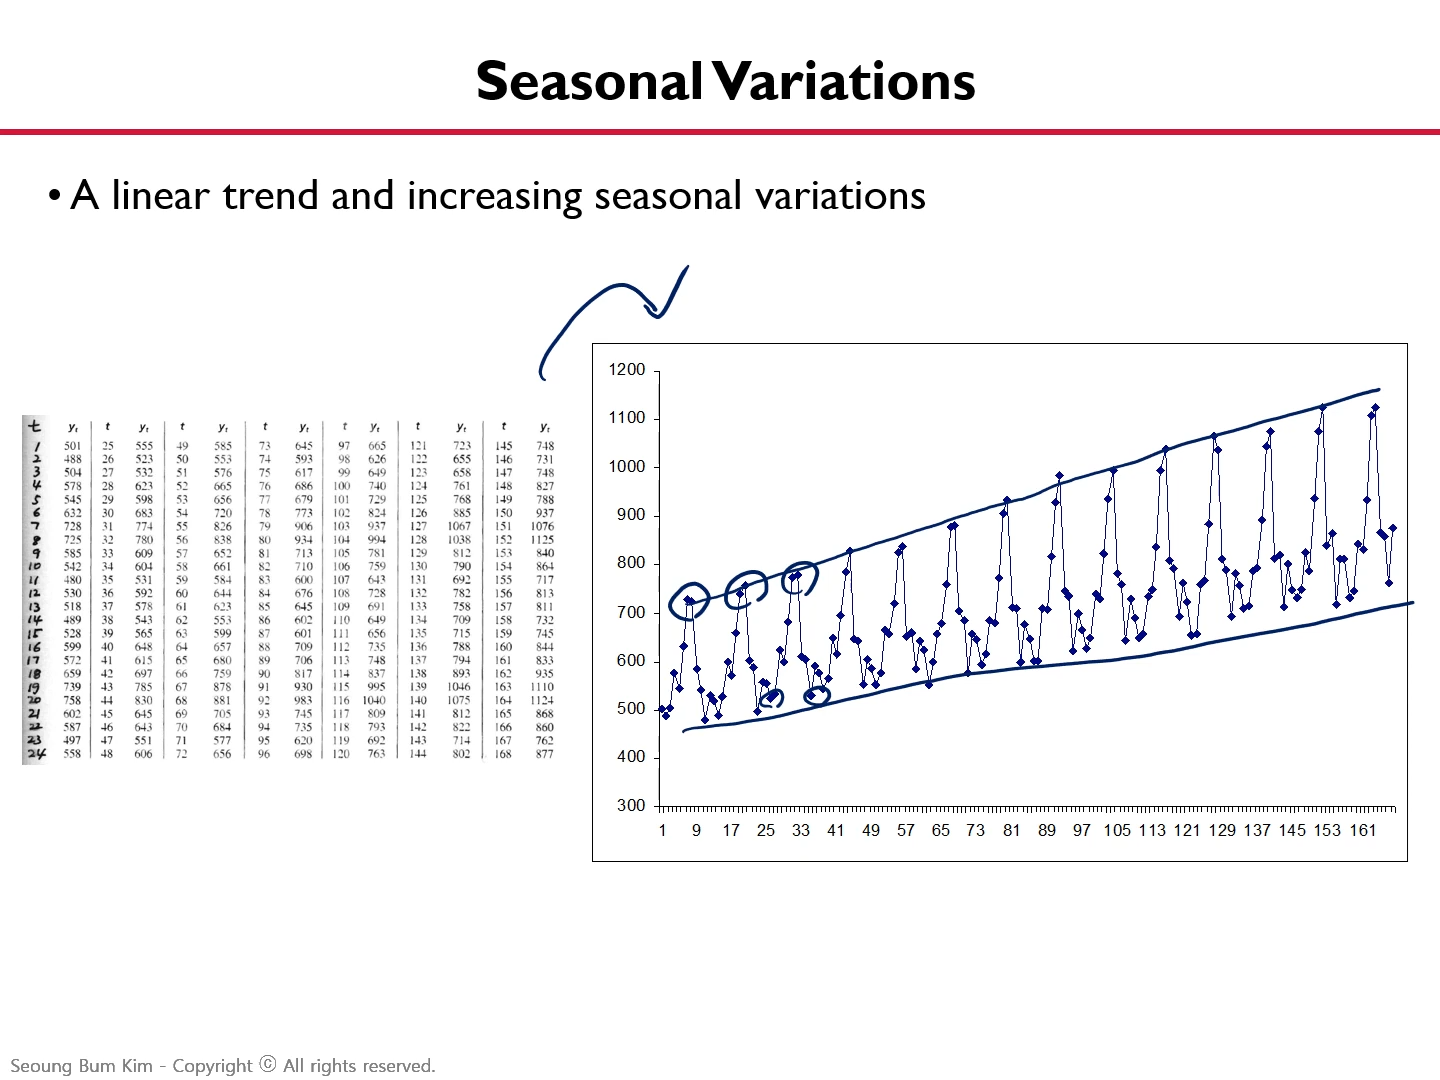 Seasonal Variations
• A linear trend and increasing seasonal variations
t yt t yt t yt t yt t yt t yt t yt
1 501 25 555 49 585 73 645 97 665 121 723 145 748
2 488 26 523 50 553 74 593 98 626 122 655 146 731
3 504 27 532 51 576 75 617 99 649 123 658 147 748
4 578 28 623 52 665 76 686 100 740 124 761 148 827
5 545 29 598 53 656 77 679 101 729 125 768 149 788
6 632 30 683 54 720 78 773 102 824 126 885 150 937
7 728 31 774 55 826 79 906 103 937 127 1067 151 1076
8 725 32 780 56 838 80 934 104 994 128 1038 152 1125
9 585 33 609 57 652 81 713 105 781 129 812 153 840
10 542 34 604 58 661 82 710 106 759 130 790 154 864
11 480 35 531 59 584 83 600 107 643 131 692 155 717
12 530 36 592 60 644 84 676 108 728 132 782 156 813
13 518 37 578 61 623 85 645 109 691 133 758 157 811
14 489 38 543 62 553 86 602 110 649 134 709 158 732
15 528 39 565 63 599 87 601 111 656 135 715 159 745
16 599 40 648 64 657 88 709 112 735 136 788 160 844
17 572 41 615 65 680 89 706 113 748 137 794 161 833
18 659 42 697 66 759 90 817 114 837 138 893 162 935
19 739 43 785 67 878 91 930 115 995 139 1046 163 1110
20 758 44 830 68 881 92 983 116 1040 140 1075 164 1124
21 602 45 645 69 705 93 745 117 809 141 812 165 868
22 587 46 643 70 684 94 735 118 793 142 822 166 860
23 497 47 551 71 577 95 620 119 692 143 714 167 762
24 558 48 606 72 656 96 698 120 763 144 802 168 877
1200
1100
1000
900
800
700
600
500
400
300
1 9 17 25 33 41 49 57 65 73 81 89 97 105 113 121 129 137 145 153 161
Seoung Bum Kim - Copyright © All rights reserved.